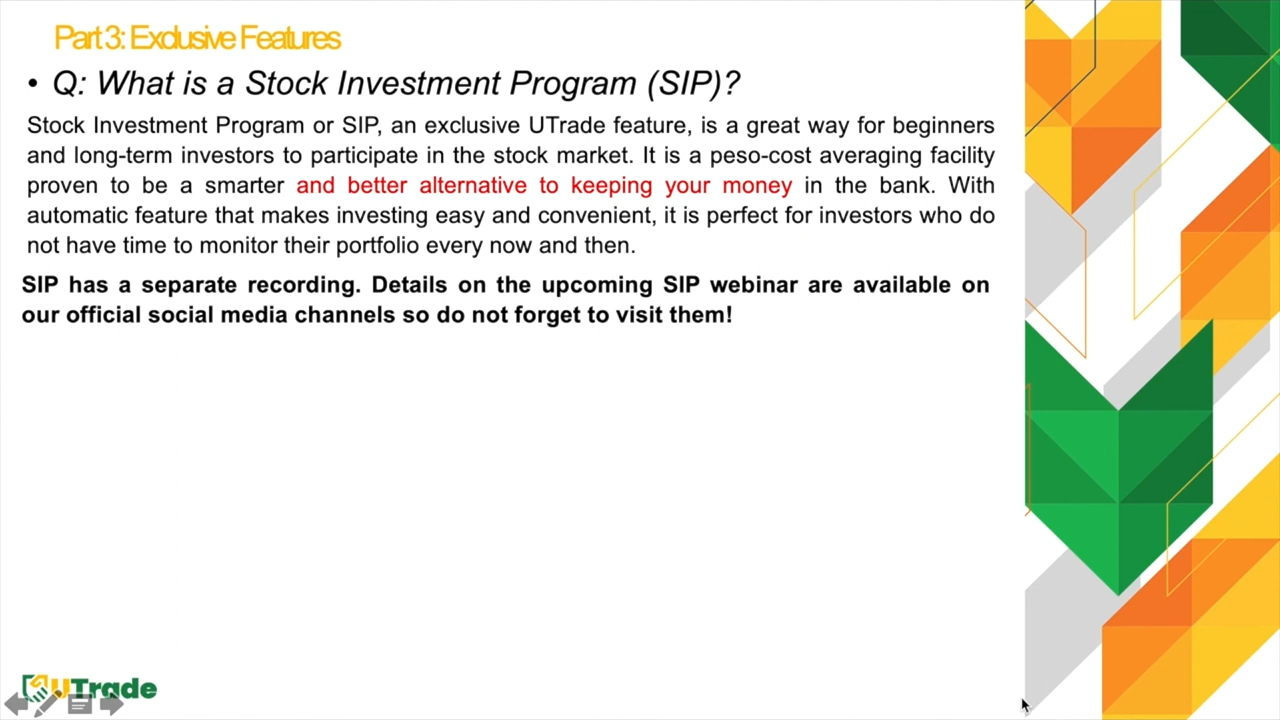 Part 3: Exclusive Features
• Q: What is a Stock Investment Program (SIP)?
Stock Investment Program or SIP, an exclusive UTrade feature, is a great way for beginners
and long-term investors to participate in the stock market. It is a peso-cost averaging facility
proven to be a smarter and better alternative to keeping your money in the bank. With
automatic feature that makes investing easy and convenient, it is perfect for investors who do
not have time to monitor their portfolio every now and then.
SIP has a separate recording. Details on the upcoming SIP webinar are available on
our official social media channels so do not forget to visit them!
UTrade